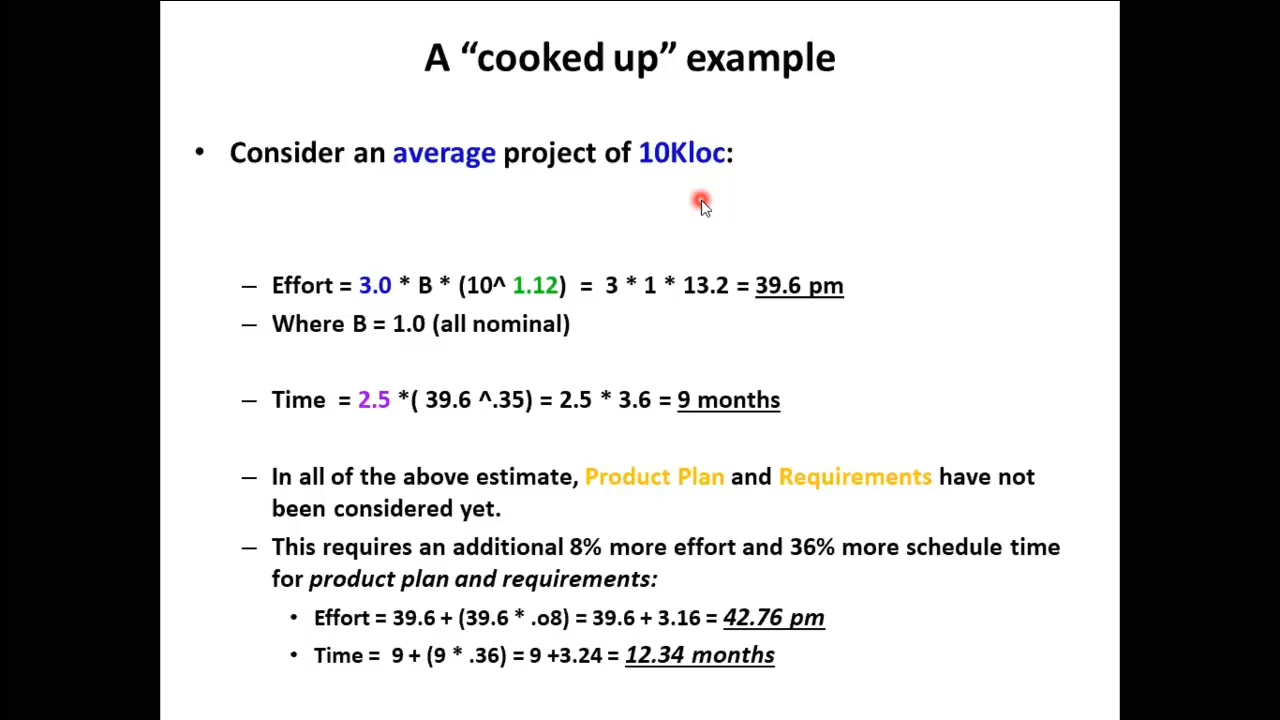 A “cooked up” example
• Consider an average project of 10Kloc:
– Effort = 3.0 * B * (10^ 1.12) = 3 * 1 * 13.2 = 39.6 pm
– Where B = 1.0 (all nominal)
– Time = 2.5 *( 39.6 ^.35) = 2.5 * 3.6 = 9 months
– In all of the above estimate, Product Plan and Requirements have not
been considered yet.
– This requires an additional 8% more effort and 36% more schedule time
for product plan and requirements:
• Effort = 39.6 + (39.6 * .o8) = 39.6 + 3.16 = 42.76 pm
• Time = 9 + (9 * .36) = 9 +3.24 = 12.34 months